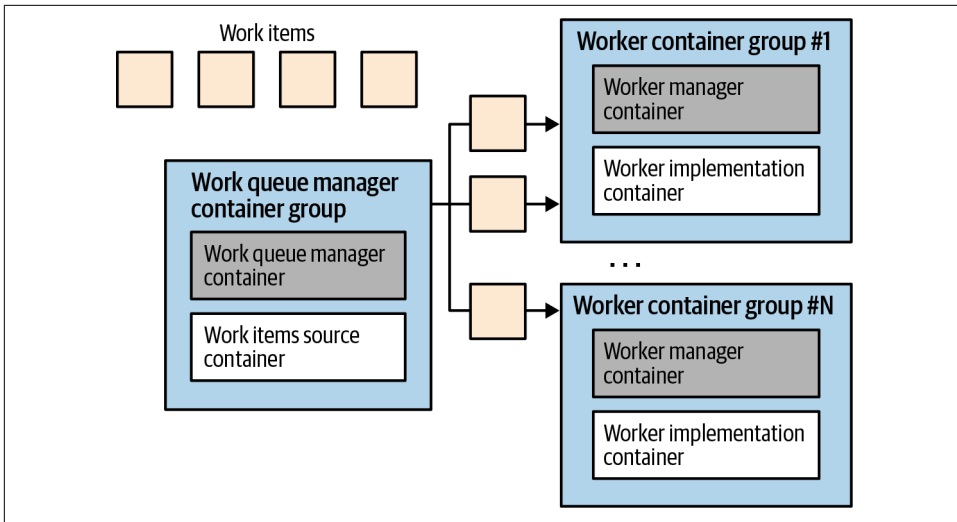 Work items
Work queue manager
container group
Work queue manager
container
Work items source
container
Worker container group #1
Worker manager
container
Worker implementation
container
...
Worker container group #N
Worker manager
container
Worker implementation
container